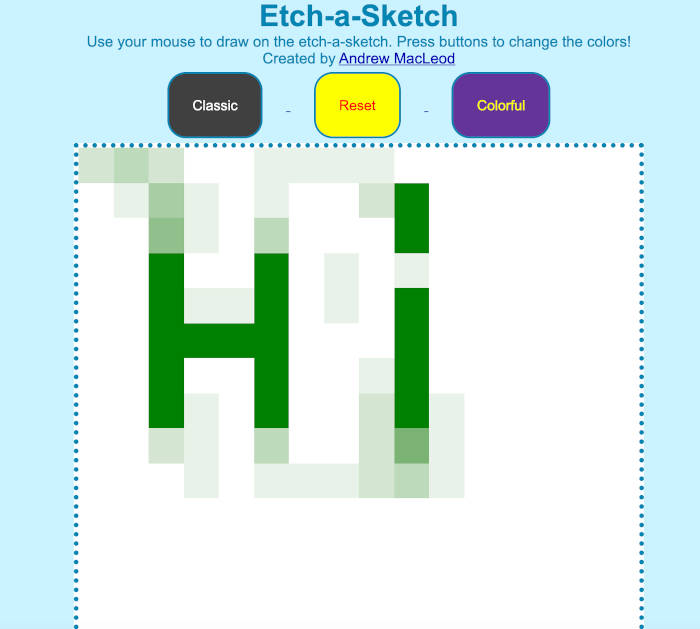 Etch-a-Sketch
Use your mouse to draw on the etch-a-sketch. Press buttons to change the colors!
Created by Andrew MacLeod
Classic - Reset - Colorful
Hi